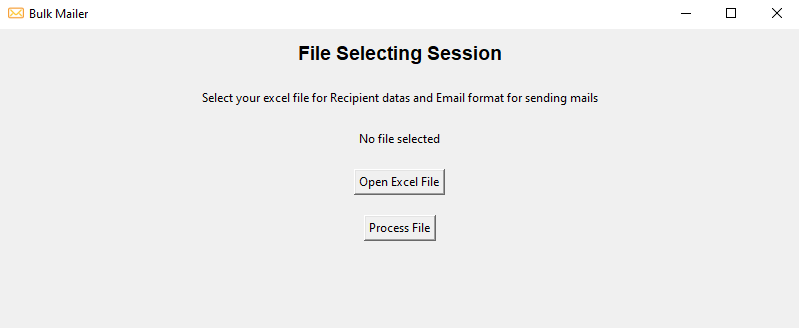 Bulk Mailer
File Selecting Session
Select your excel file for Recipient datas and Email format for sending mails
No file selected
Open Excel File
Process File